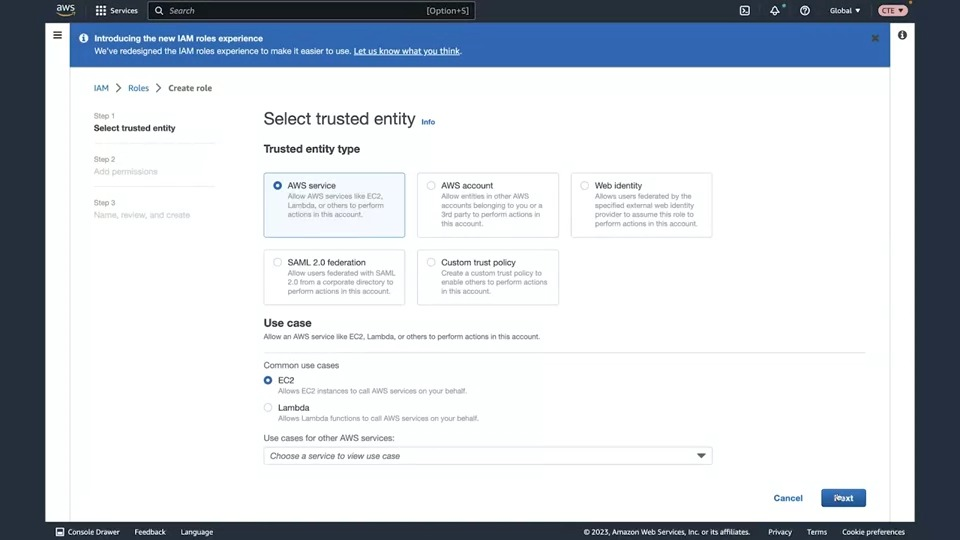 aws
Services
Search
[Option+S]
Global
CTE
Introducing the new IAM roles experience
We've redesigned the IAM roles experience to make it easier to use. Let us know what you think.
IAM > Roles > Create role
Step 1
Select trusted entity
Step 2
Add permissions
Step 3
Name, review, and create
Select trusted entity Info
Trusted entity type
AWS service
Allow AWS services like EC2,
Lambda, or others to perform
actions in this account.
AWS account
Allow entities in other AWS
accounts belonging to you or a
3rd party to perform actions in
this account.
Web identity
Allows users federated by the
specified external web identity
provider to assume this role to
perform actions in this account.
SAML 2.0 federation
Allow users federated with SAML
2.0 from a corporate directory to
perform actions in this account.
Custom trust policy
Create a custom trust policy to
enable others to perform actions
in this account.
Use case
Allow an AWS service like EC2, Lambda, or others to perform actions in this account.
Common use cases
EC2
Allows EC2 instances to call AWS services on your behalf.
Lambda
Allows Lambda functions to call AWS services on your behalf.
Use cases for other AWS services:
Choose a service to view use case
Cancel
Next
Console Drawer
Feedback
Language
© 2023, Amazon Web Services, Inc. or its affiliates.
Privacy
Terms
Cookie preferences